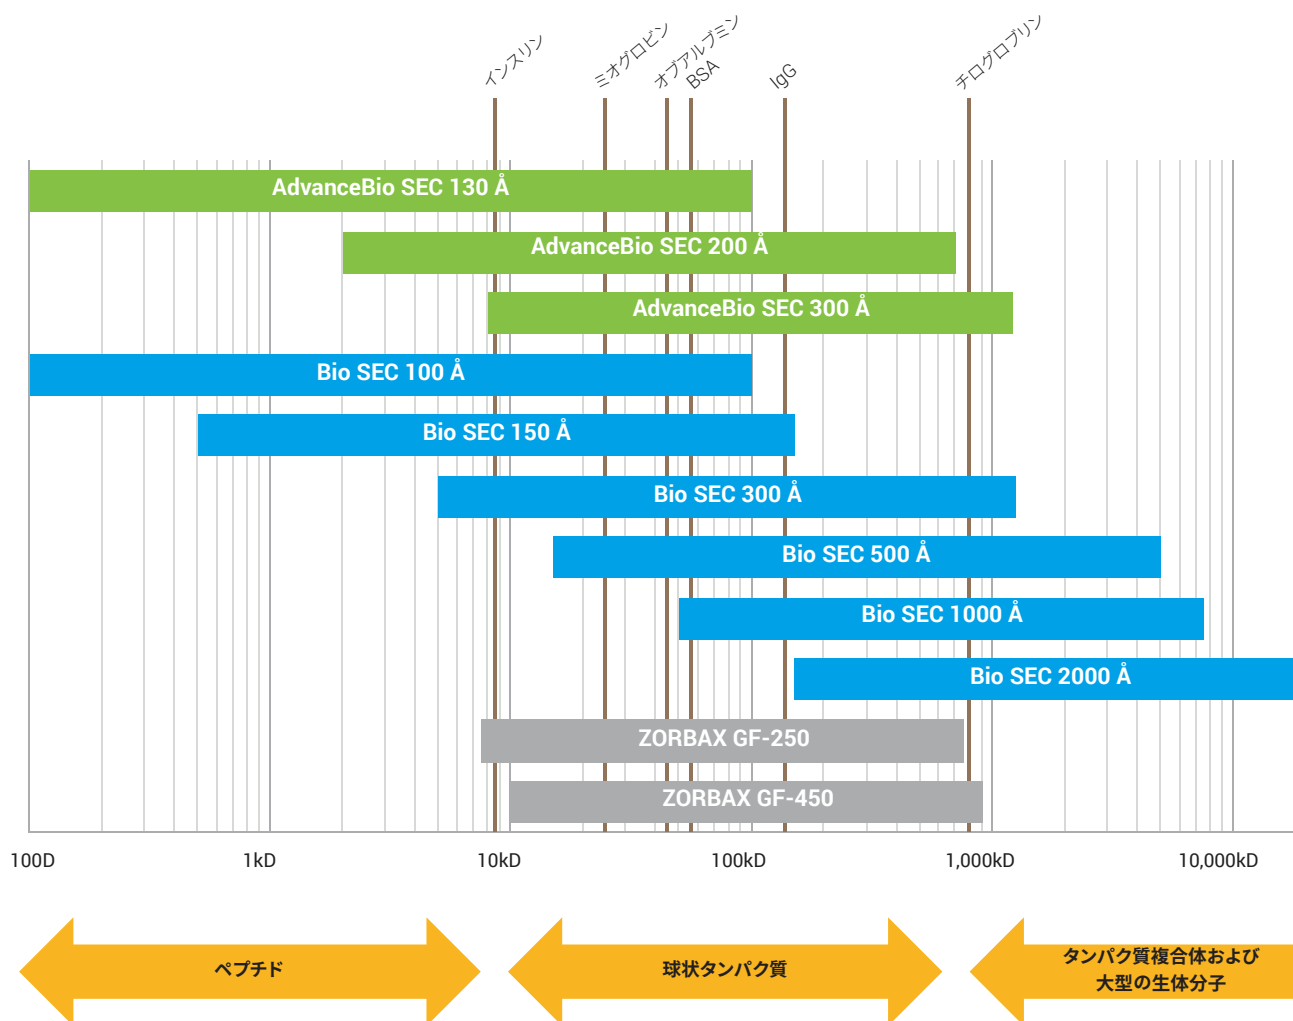 インスリン
ミオグロビン
オブアルブミン
BSA
IgG
チログロブリン
AdvanceBio SEC 130 Å
AdvanceBio SEC 200 Å
AdvanceBio SEC 300 Å
Bio SEC 100 Å
Bio SEC 150 Å
Bio SEC 300 Å
Bio SEC 500 Å
Bio SEC 1000 Å
Bio SEC 2000 Å
ZORBAX GF-250
ZORBAX GF-450
100D 1kD 10kD 100kD 1,000kD 10,000kD
ペプチド
球状タンパク質
タンパク質複合体および
大型の生体分子